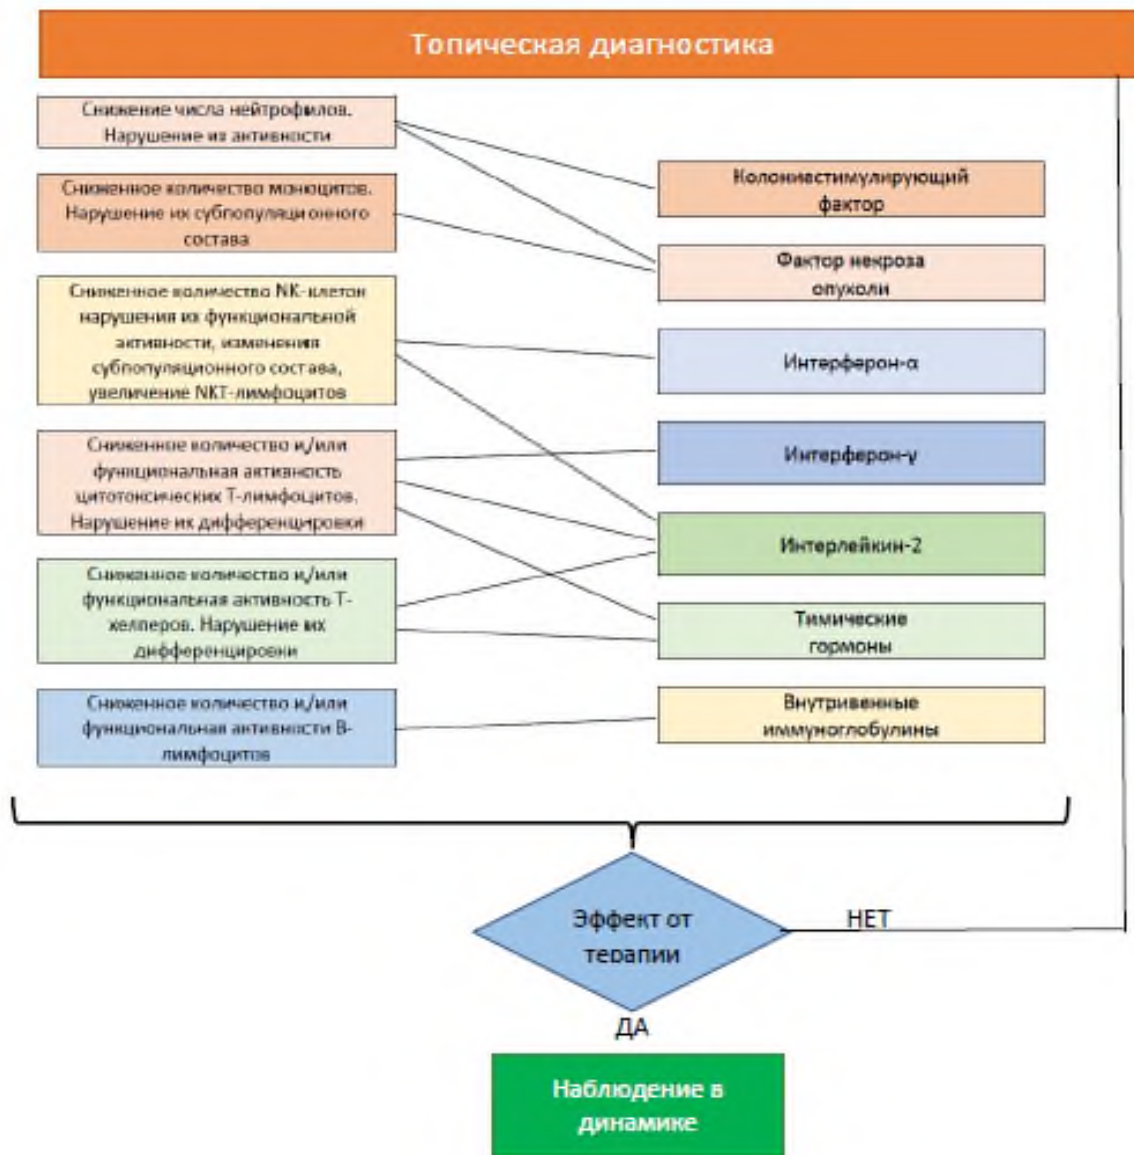 Топическая диагностика
Снижение числа нейтрофилов.
Нарушение из активности
Сниженное количество моноцитов.
Нарушение их субпопуляционного
состава
Сниженное количество NK-клеток
нарушения их функциональной
активности, изменения
субпопуляционного состава,
увеличение NKT-лимфоцитов
Сниженное количество и/или
функциональная активность
цитотоксических Т-лимфоцитов.
Нарушение их дифференцировки
Сниженное количество и/или
функциональная активность Т-
хелперов. Нарушение их
дифференцировки
Сниженное количество и/или
функциональная активности В-
лимфоцитов
Колониестимулирующий
фактор
Фактор некроза
опухоли
Интерферон-α
Интерферон-γ
Интерлейкин-2
Тимические
гормоны
Внутривенные
иммуноглобулины
Эффект от
терапии
НЕТ
ДА
Наблюдение в
динамике